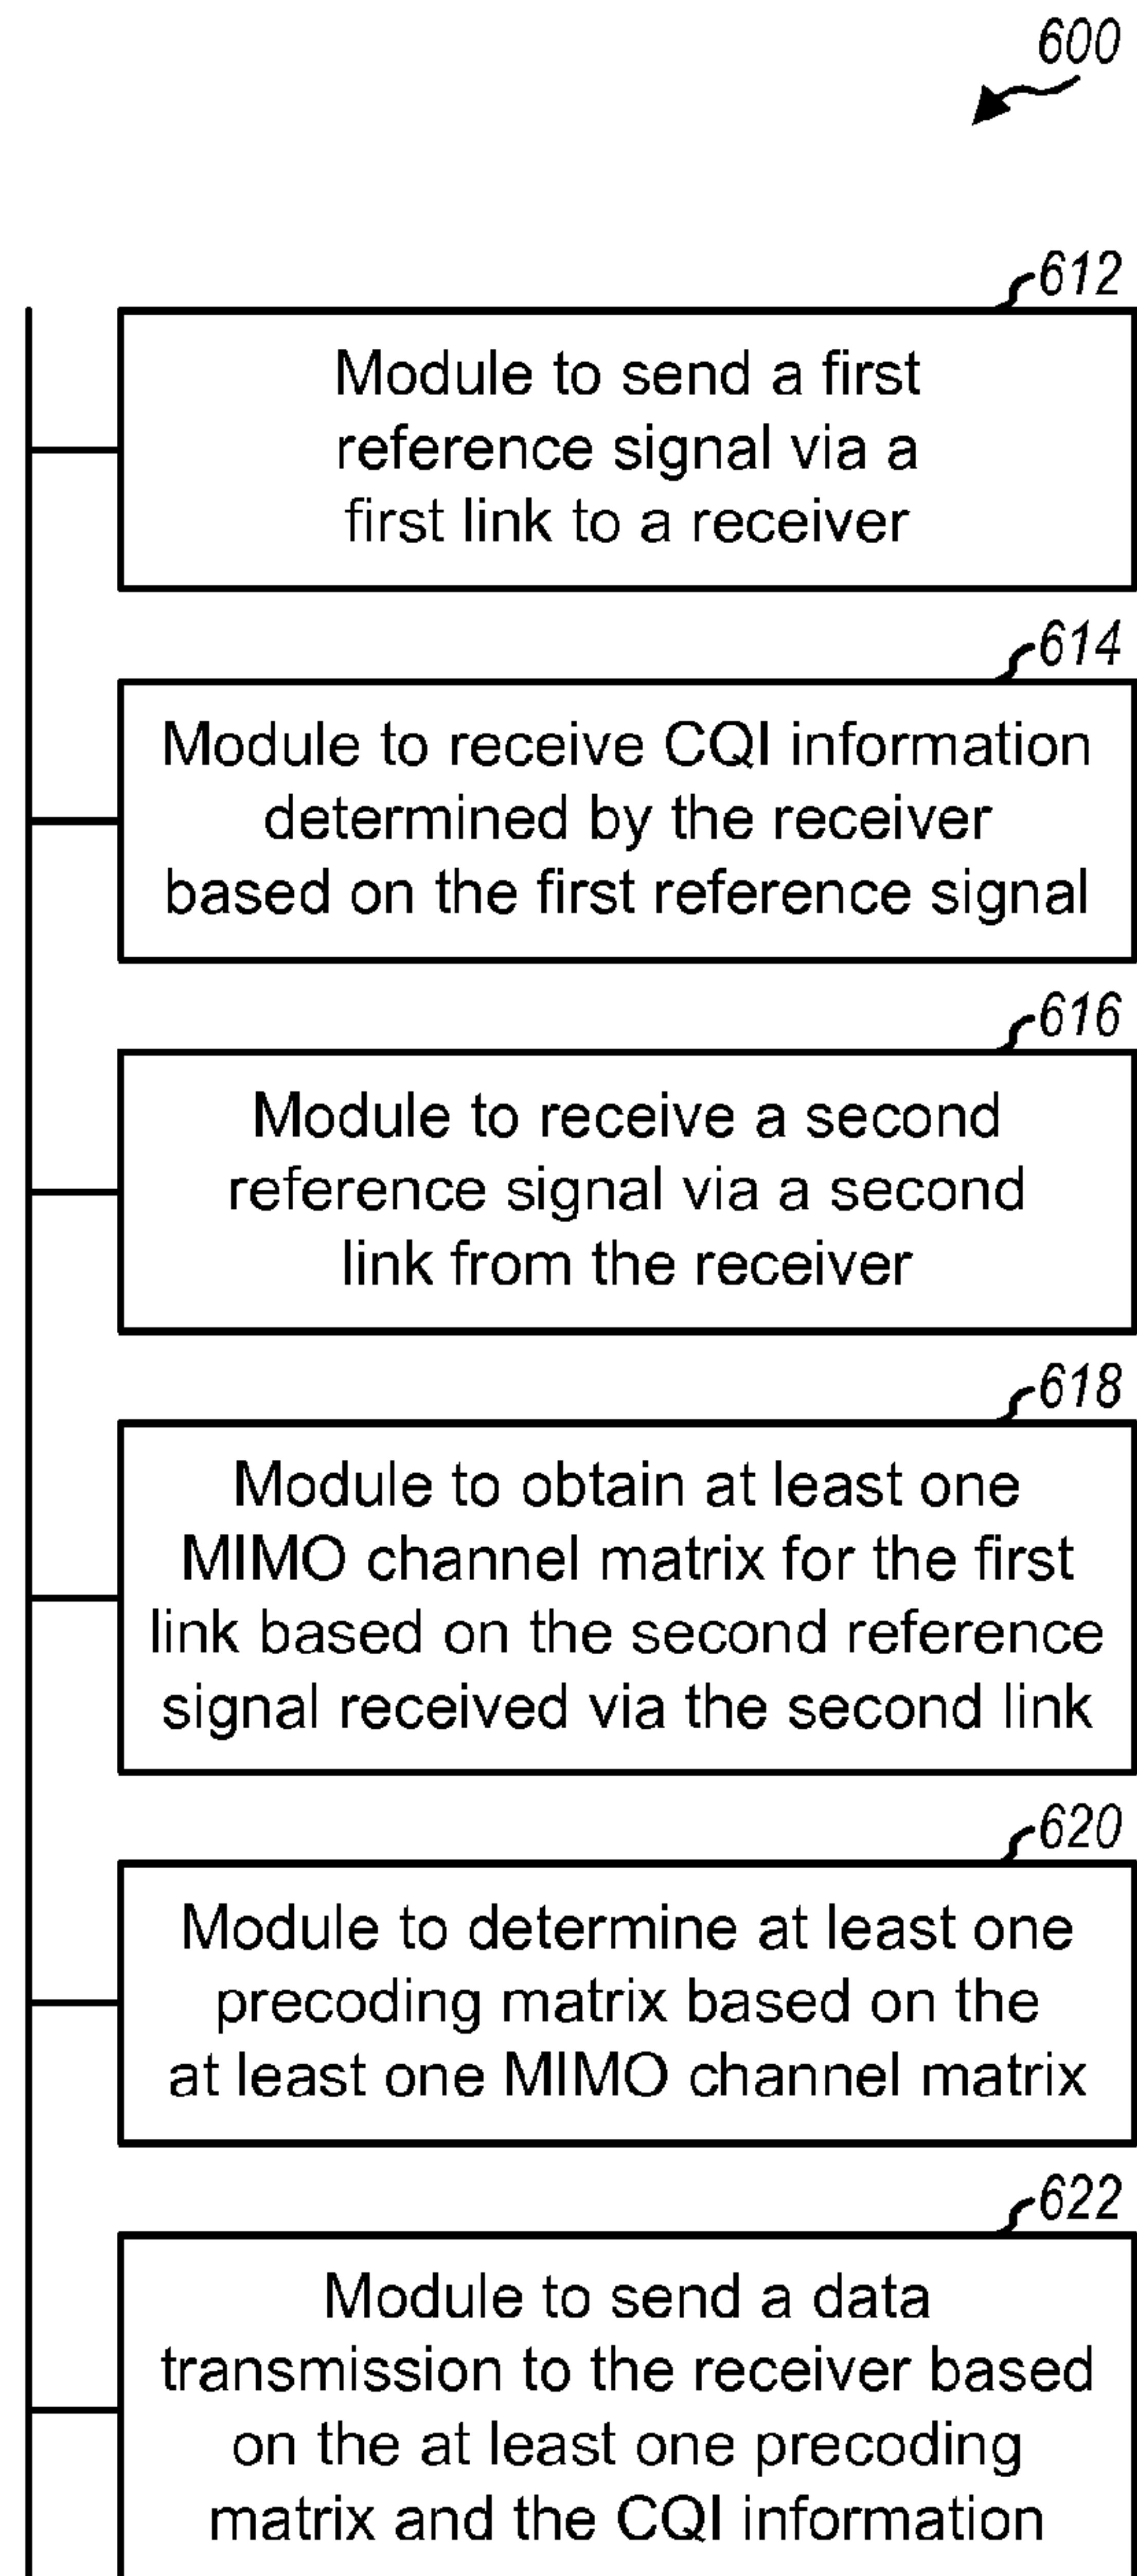 600
612
Module to send a first
reference signal via a
first link to a receiver
614
Module to receive CQI information
determined by the receiver
based on the first reference signal
616
Module to receive a second
reference signal via a second
link from the receiver
618
Module to obtain at least one
MIMO channel matrix for the first
link based on the second reference
signal received via the second link
620
Module to determine at least one
precoding matrix based on the
at least one MIMO channel matrix
622
Module to send a data
transmission to the receiver based
on the at least one precoding
matrix and the CQI information